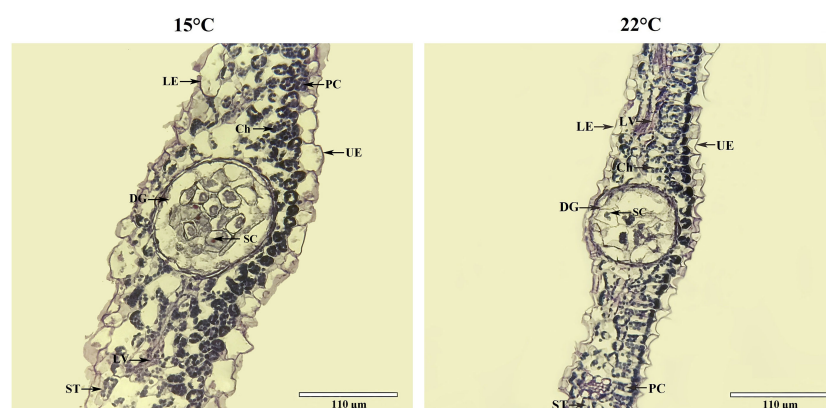 15°C
22°C
LE
PC
Ch
UE
DG
SC
LV
ST
110 µm
LE
LV
UE
Ch
DG
SC
PC
ST
110 µm